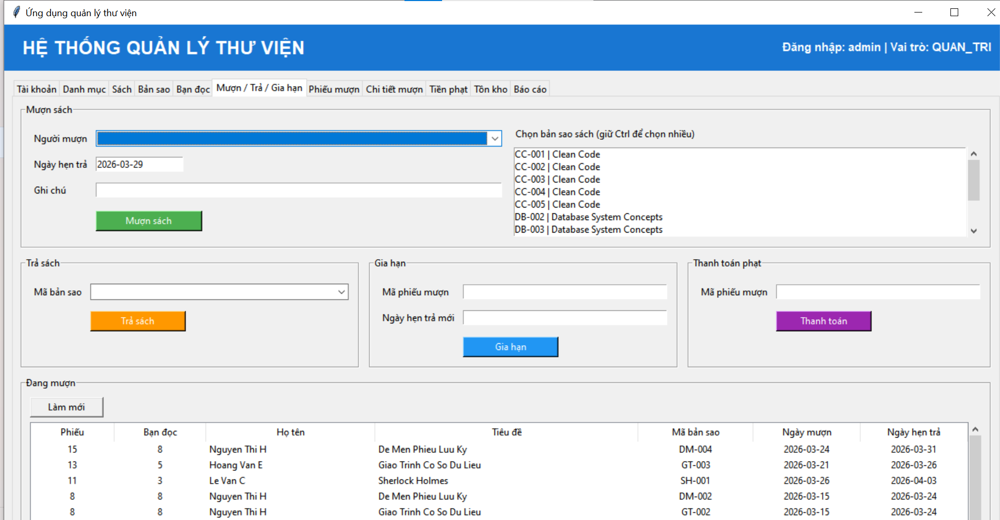 Ứng dụng quản lý thư viện
HỆ THỐNG QUẢN LÝ THƯ VIỆN
Đăng nhập: admin | Vai trò: QUAN_TRI
Tài khoản Danh mục Sách Bản sao Bạn đọc Mượn / Trả / Gia hạn Phiếu mượn Chi tiết mượn Tiền phạt Tồn kho Báo cáo
Mượn sách
Người mượn
Ngày hẹn trả 2026-03-29
Ghi chú
Mượn sách
Chọn bản sao sách (giữ Ctrl để chọn nhiều)
CC-001 | Clean Code
CC-002 | Clean Code
CC-003 | Clean Code
CC-004 | Clean Code
CC-005 | Clean Code
DB-002 | Database System Concepts
DB-003 | Database System Concepts
Trả sách
Mã bản sao
Trả sách
Gia hạn
Mã phiếu mượn
Ngày hẹn trả mới
Gia hạn
Thanh toán phạt
Mã phiếu mượn
Thanh toán
Đang mượn
Làm mới
Phiếu Bạn đọc Họ tên Tiêu đề Mã bản sao Ngày mượn Ngày hẹn trả
15 8 Nguyen Thi H De Men Phieu Luu Ky DM-004 2026-03-24 2026-03-31
13 5 Hoang Van E Giao Trinh Co So Du Lieu GT-003 2026-03-21 2026-03-26
11 3 Le Van C Sherlock Holmes SH-001 2026-03-26 2026-04-03
8 8 Nguyen Thi H De Men Phieu Luu Ky DM-002 2026-03-15 2026-03-24
8 8 Nguyen Thi H Giao Trinh Co So Du Lieu GT-002 2026-03-15 2026-03-24